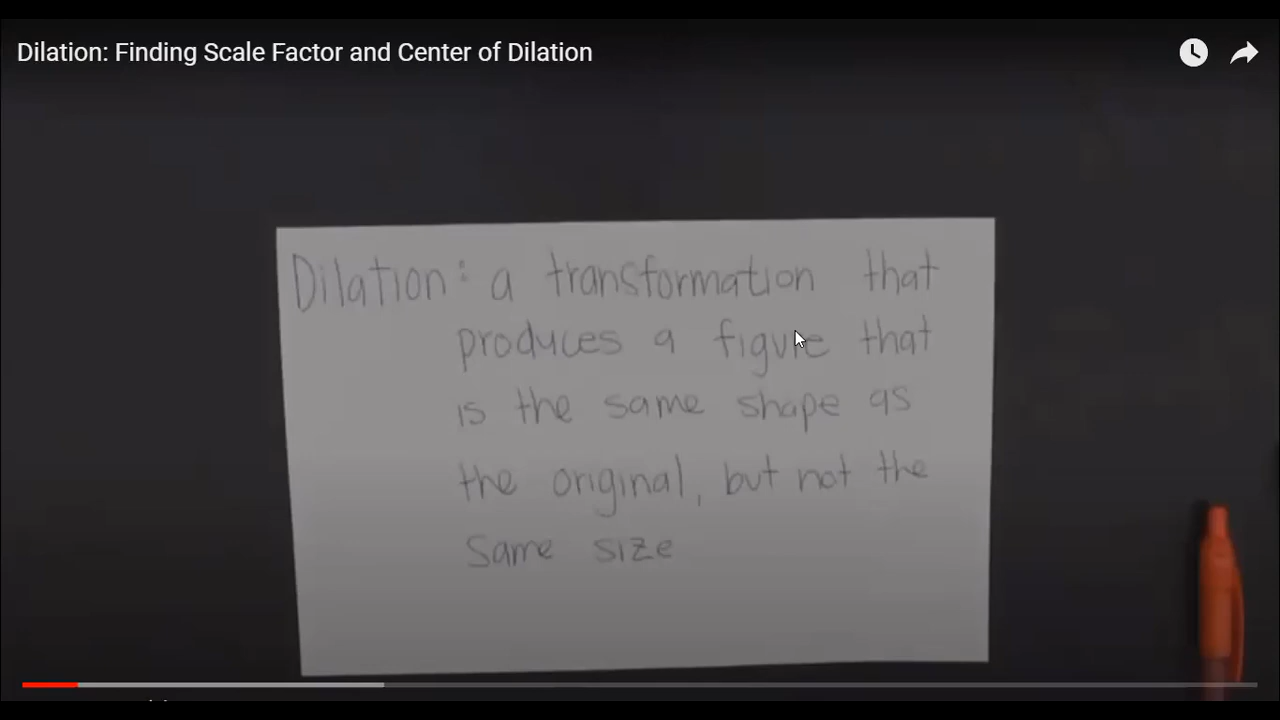 Dilation: Finding Scale Factor and Center of Dilation
Dilation: a transformation that
produces a figure that
is the same shape as
the original, but not the
same size